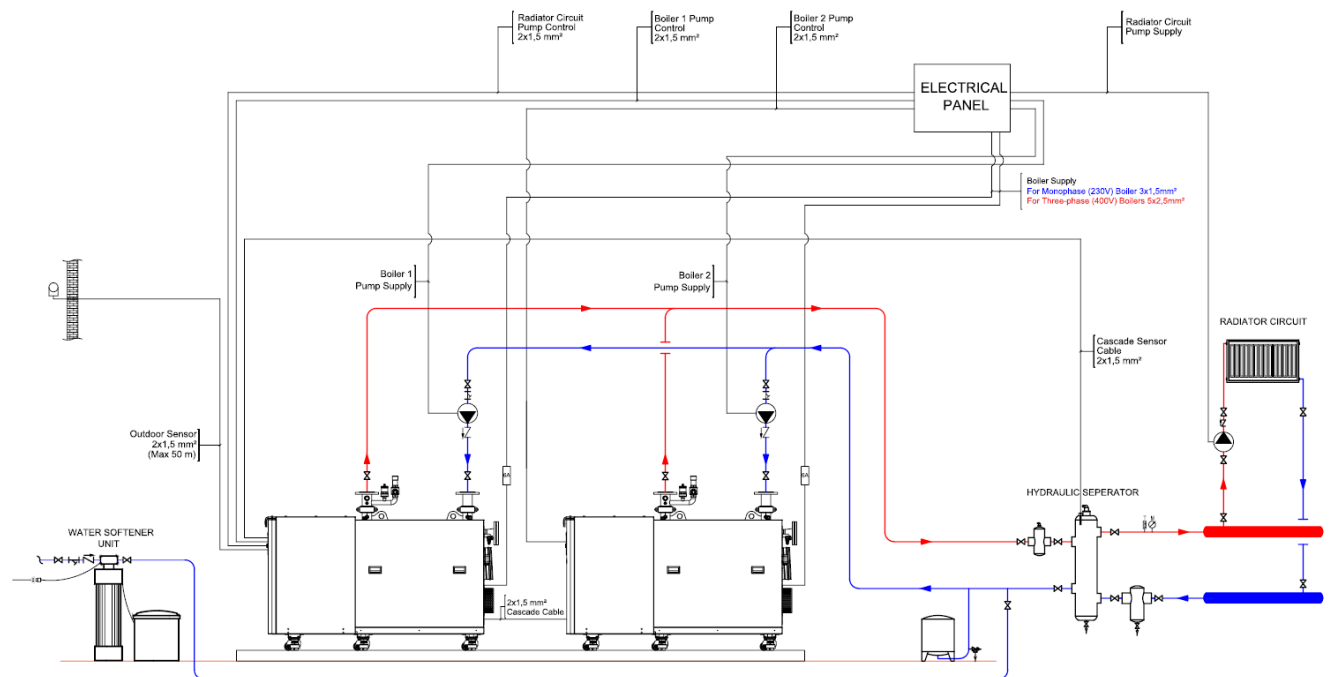 Radiator Circuit
Pump Control
2x1,5 mm²
Boiler 1 Pump
Control
2x1,5 mm²
Boiler 2 Pump
Control
2x1,5 mm²
Radiator Circuit
Pump Supply
ELECTRICAL
PANEL
Boiler Supply
For Monophase (230V) Boiler 3x1,5mm²
For Three-phase (400V) Boilers 5x2,5mm²
Boiler 1
Pump Supply
Boiler 2
Pump Supply
RADIATOR CIRCUIT
Cascade Sensor
Cable
2x1,5 mm²
Outdoor Sensor
2x1,5 mm²
(Max 50 m)
6A
6A
HYDRAULIC SEPERATOR
WATER SOFTENER
UNIT
2x1,5 mm²
Cascade Cable